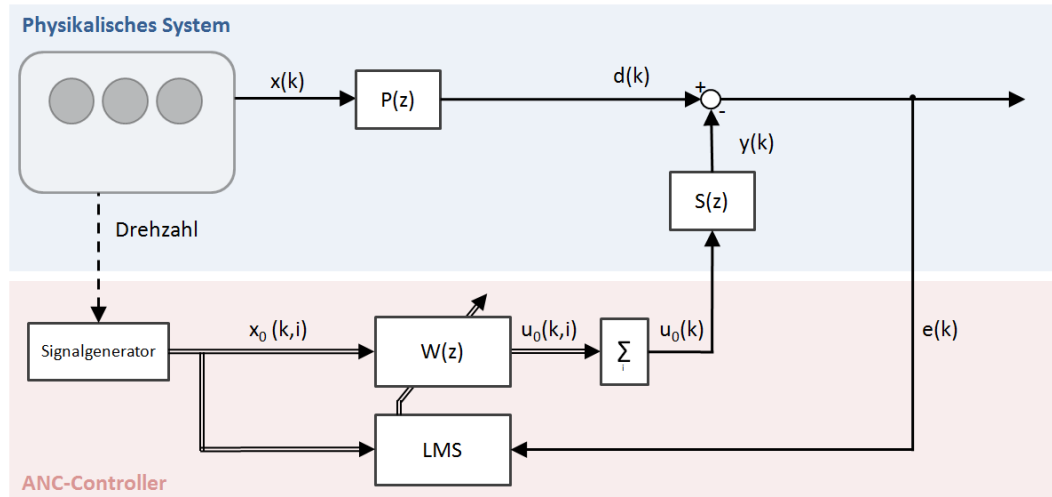 Physikalisches System
x(k)
P(z)
d(k)
+
-
y(k)
S(z)
Drehzahl
Signalgenerator
x₀ (k,i)
W(z)
u₀(k,i)
Σ
i
u₀(k)
e(k)
LMS
ANC-Controller